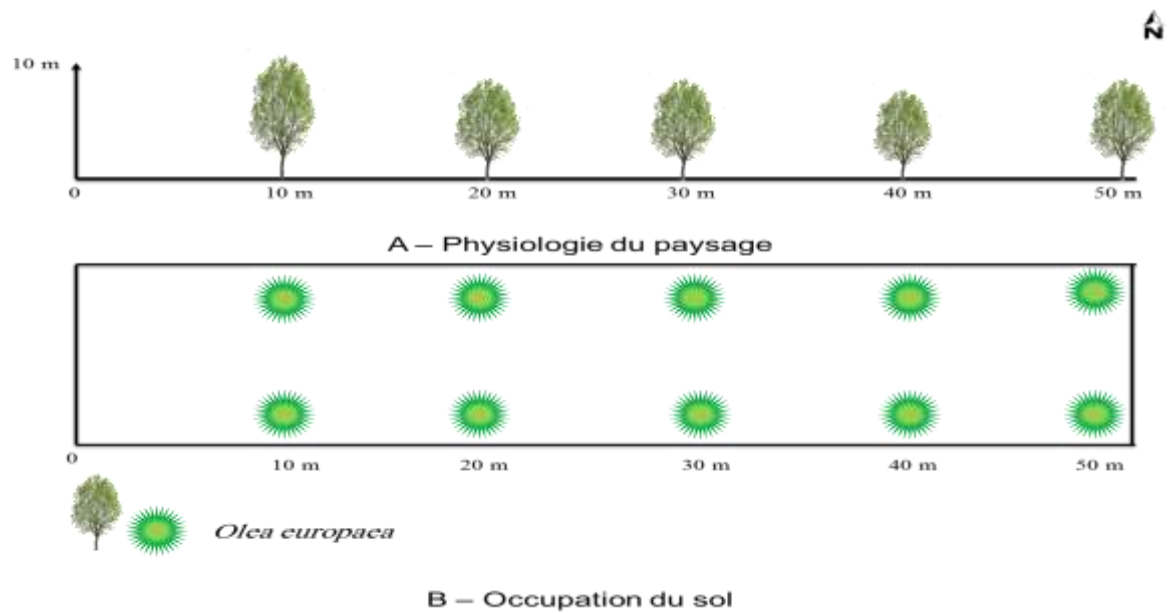 N
10 m
0 10 m 20 m 30 m 40 m 50 m
A – Physiologie du paysage
0 10 m 20 m 30 m 40 m 50 m
Olea europaea
B – Occupation du sol